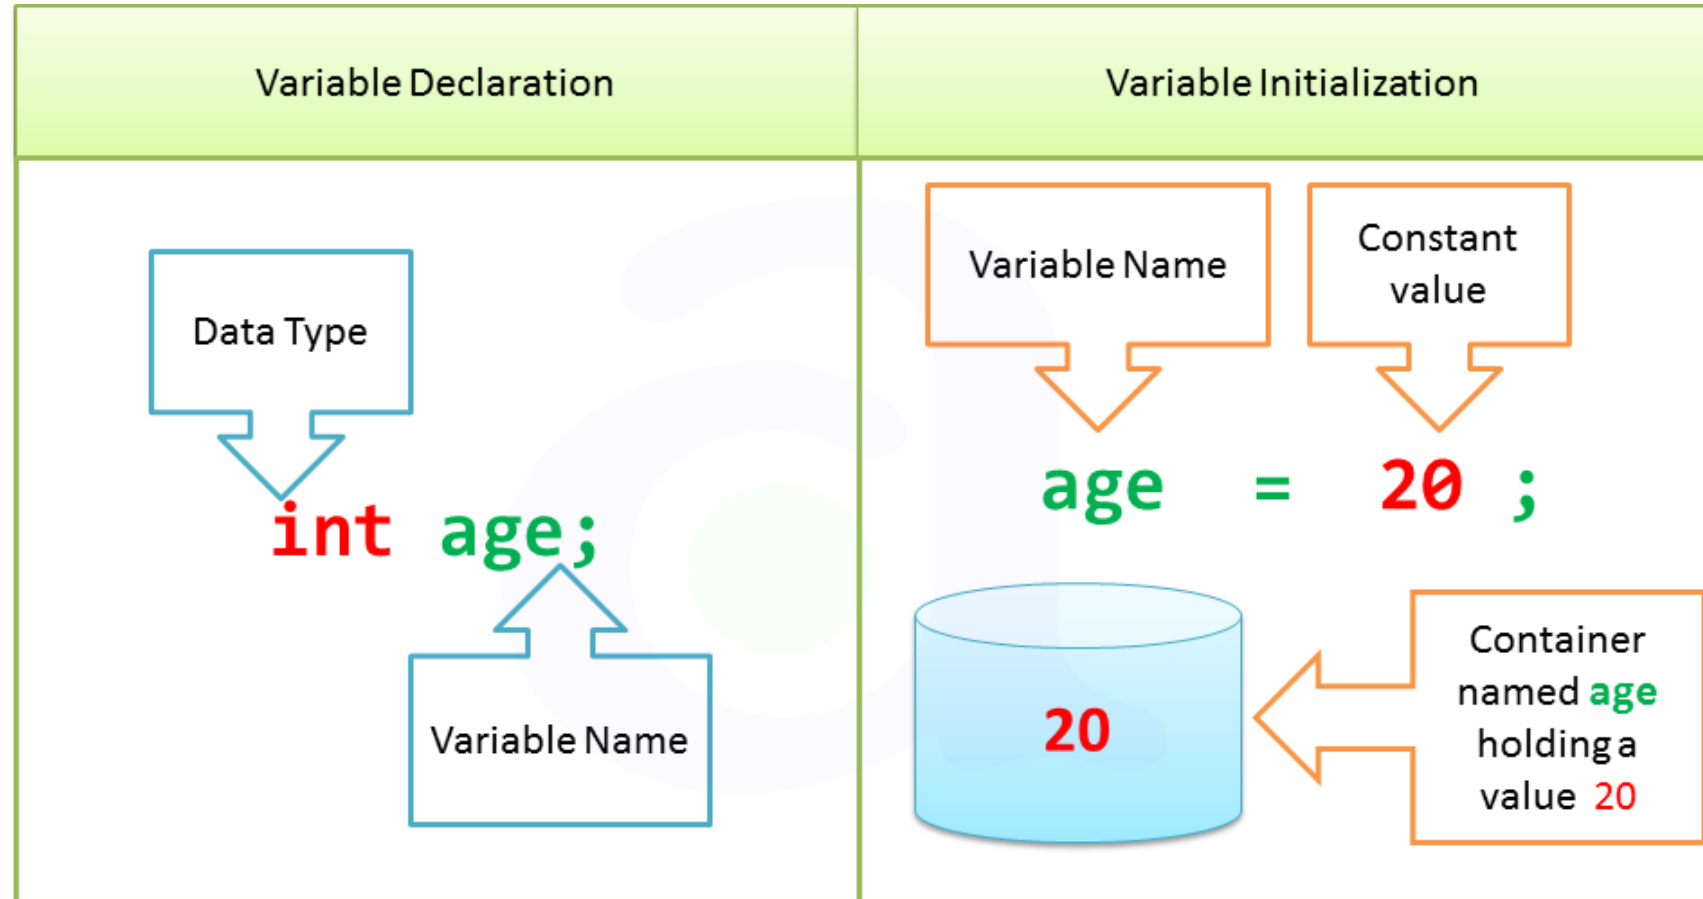 Variable Declaration
Variable Initialization
Data Type
int age;
Variable Name
Variable Name
Constant
value
age = 20 ;
20
Container
named age
holding a
value 20